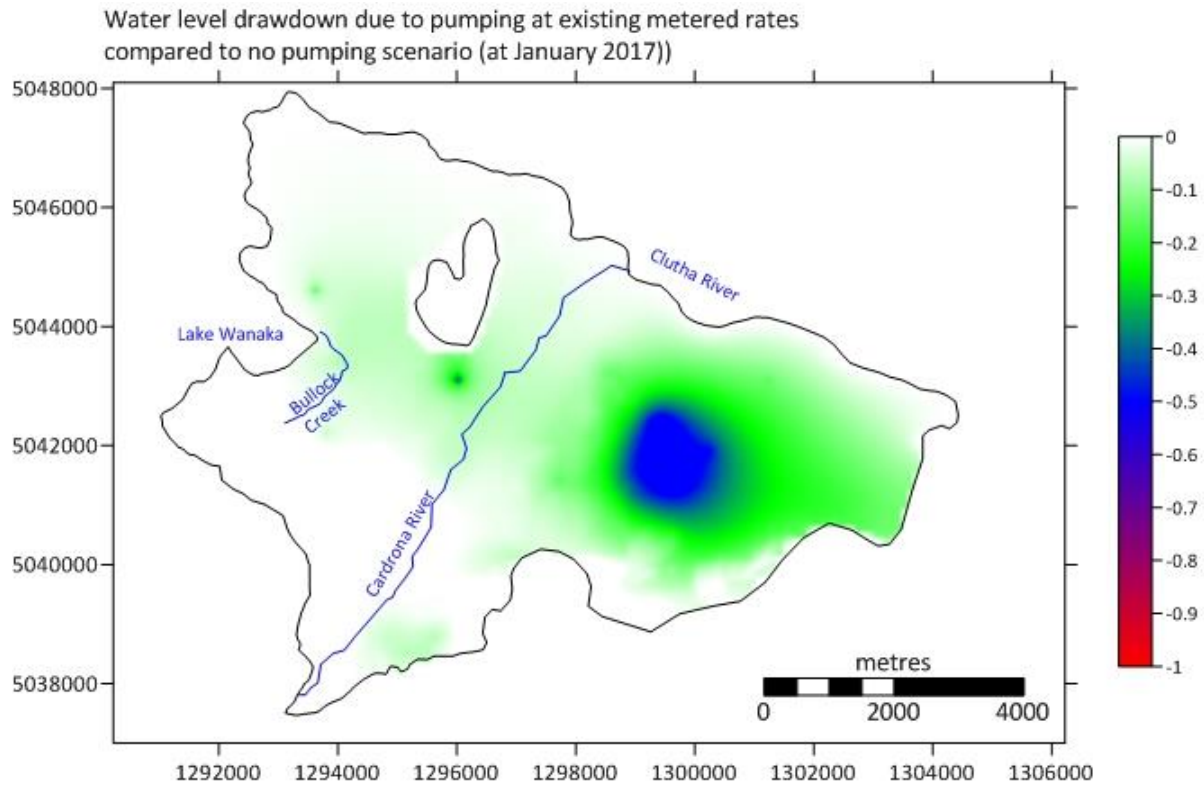 Water level drawdown due to pumping at existing metered rates
compared to no pumping scenario (at January 2017))
5048000
5046000
5044000
5042000
5040000
5038000
Lake Wanaka
Bullock
Creek
Cardrona River
Clutha River
0
-0.1
-0.2
-0.3
-0.4
-0.5
-0.6
-0.7
-0.8
-0.9
-1
metres
0 2000 4000
1292000 1294000 1296000 1298000 1300000 1302000 1304000 1306000